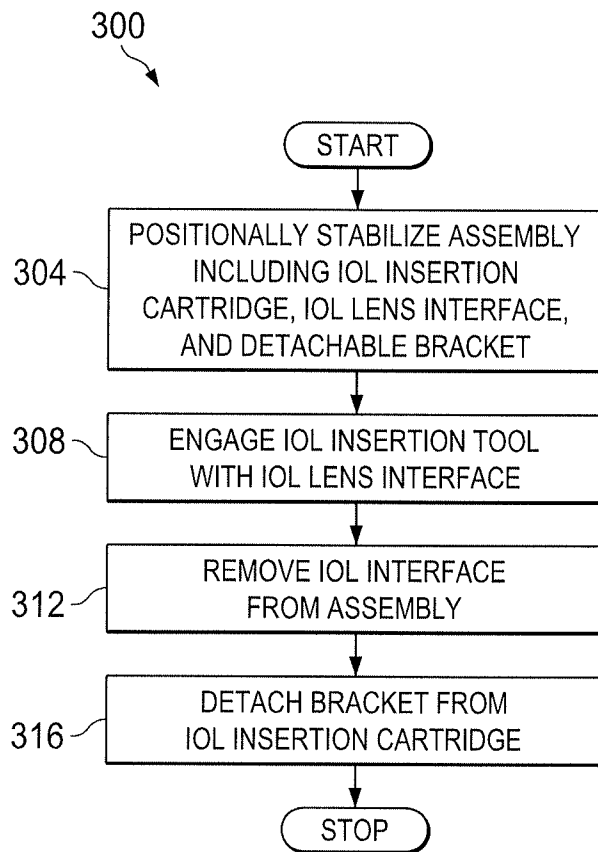 300
START
304
POSITIONALLY STABILIZE ASSEMBLY
INCLUDING IOL INSERTION
CARTRIDGE, IOL LENS INTERFACE,
AND DETACHABLE BRACKET
308
ENGAGE IOL INSERTION TOOL
WITH IOL LENS INTERFACE
312
REMOVE IOL INTERFACE
FROM ASSEMBLY
316
DETACH BRACKET FROM
IOL INSERTION CARTRIDGE
STOP